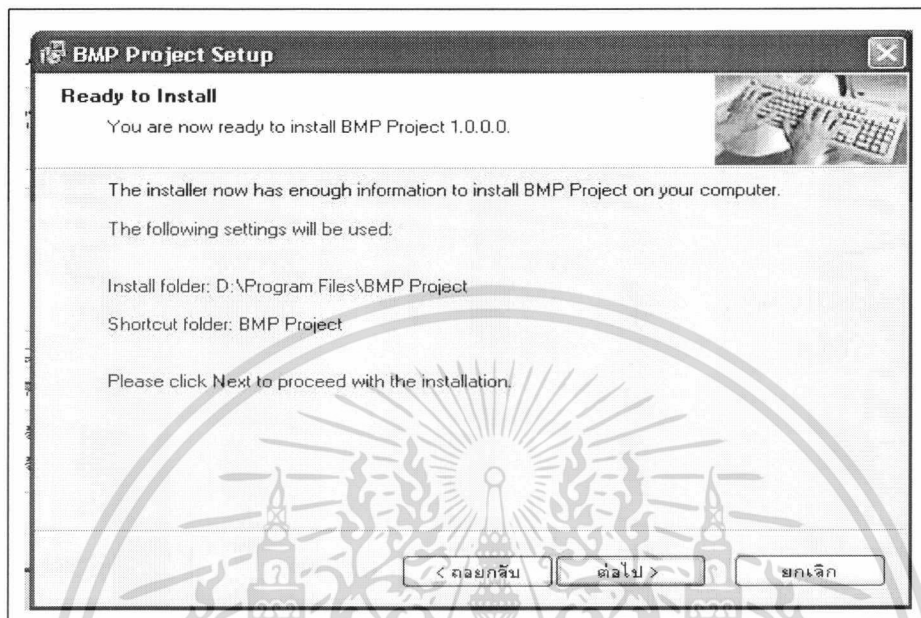 BMP Project Setup
Ready to Install
You are now ready to install BMP Project 1.0.0.0.
The installer now has enough information to install BMP Project on your computer.
The following settings will be used:
Install folder: D:\Program Files\BMP Project
Shortcut folder: BMP Project
Please click Next to proceed with the installation.
< ถอยกลับ
ต่อไป >
ยกเลิก